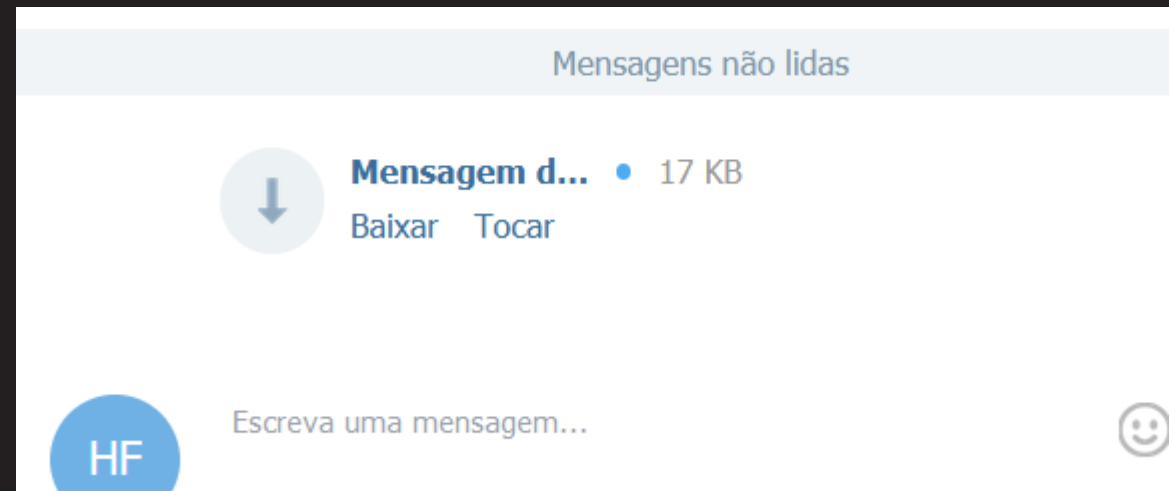 Mensagens não lidas
Mensagem d... • 17 KB
Baixar Tocar
Escreva uma mensagem...
HF